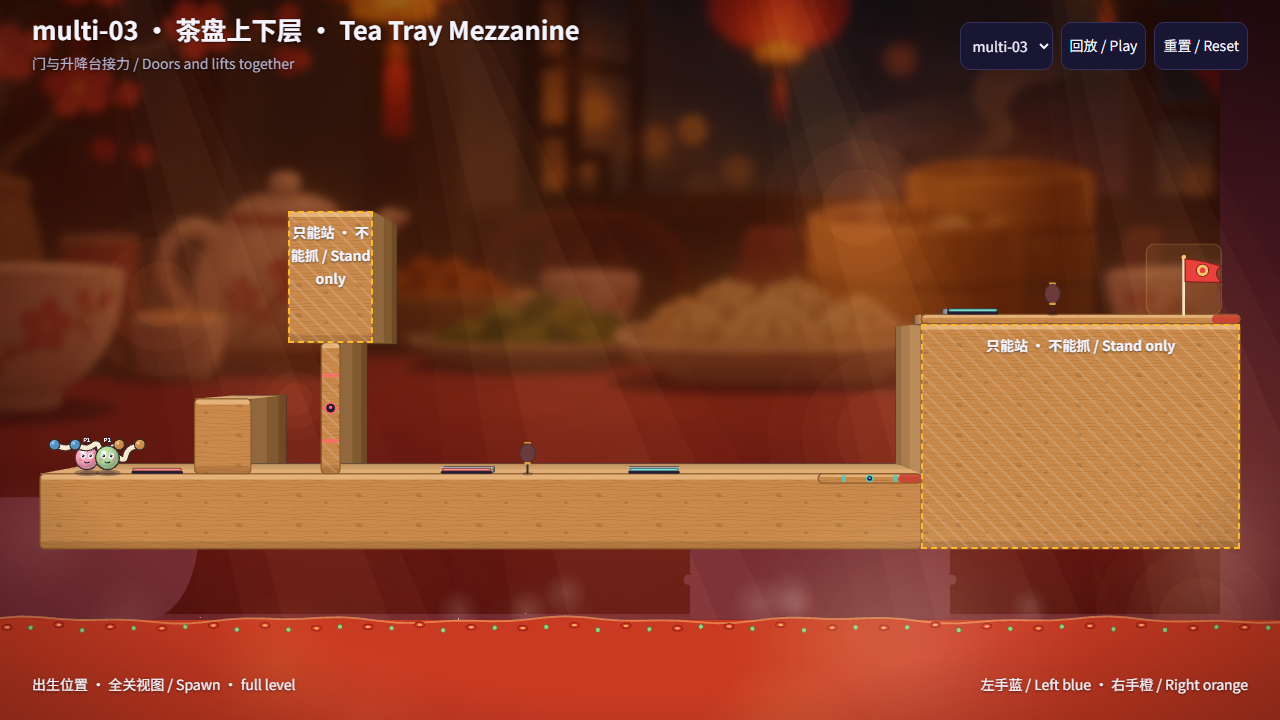 multi-03 • 茶盘上下层 • Tea Tray Mezzanine
门与升降台接力 / Doors and lifts together
multi-03
回放 / Play
重置 / Reset
只能站 • 不
能抓 / Stand
only
只能站 • 不能抓 / Stand only
P1
P1
出生位置 • 全关视图 / Spawn • full level
左手蓝 / Left blue • 右手橙 / Right orange